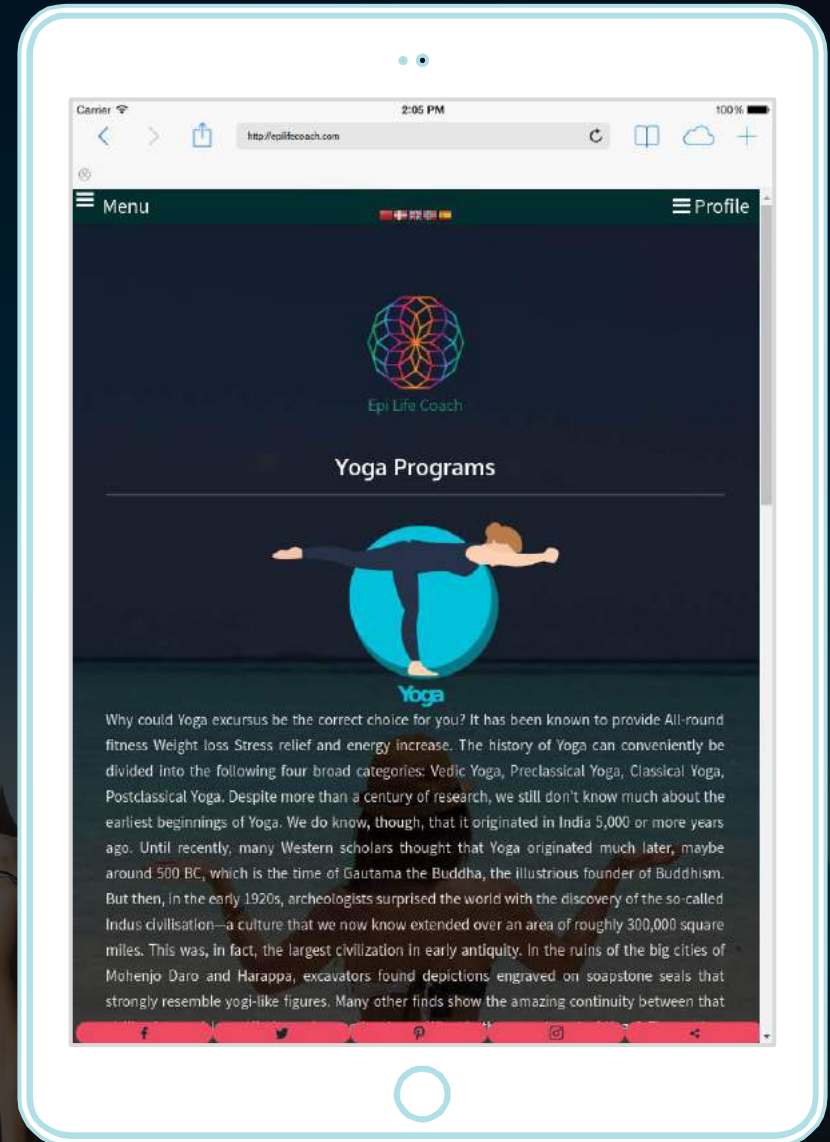 Carrier 2:05 PM 100%
http://epilifecoach.com
Menu Profile
Epi Life Coach
Yoga Programs
Yoga
Why could Yoga excursus be the correct choice for you? It has been known to provide All-round
fitness Weight loss Stress relief and energy increase. The history of Yoga can conveniently be
divided into the following four broad categories: Vedic Yoga, Preclassical Yoga, Classical Yoga,
Postclassical Yoga. Despite more than a century of research, we still don't know much about the
earliest beginnings of Yoga. We do know, though, that it originated in India 5,000 or more years
ago. Until recently, many Western scholars thought that Yoga originated much later, maybe
around 500 BC, which is the time of Gautama the Buddha, the illustrious founder of Buddhism.
But then, in the early 1920s, archeologists surprised the world with the discovery of the so-called
Indus civilisation—a culture that we now know extended over an area of roughly 300,000 square
miles. This was, in fact, the largest civilization in early antiquity. In the ruins of the big cities of
Mohenjo Daro and Harappa, excavators found depictions engraved on soapstone seals that
strongly resemble yogi-like figures. Many other finds show the amazing continuity between that